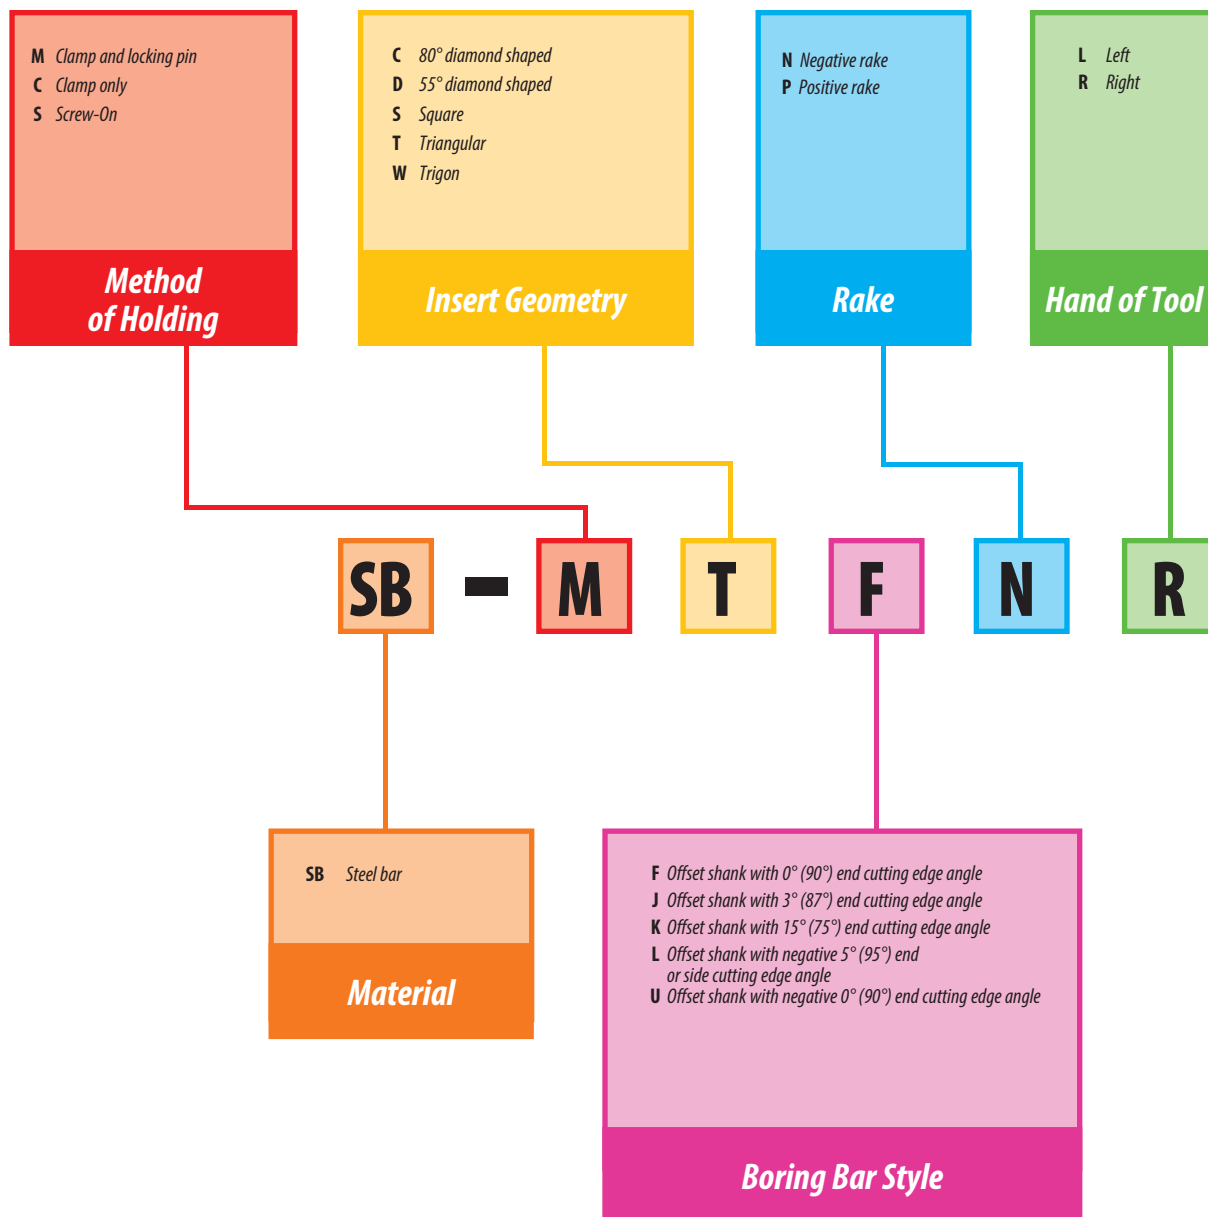 M Clamp and locking pin
C Clamp only
S Screw-On
Method
of Holding
C 80° diamond shaped
D 55° diamond shaped
S Square
T Triangular
W Trigon
Insert Geometry
N Negative rake
P Positive rake
Rake
L Left
R Right
Hand of Tool
SB - M T F N R
SB Steel bar
Material
F Offset shank with 0° (90°) end cutting edge angle
J Offset shank with 3° (87°) end cutting edge angle
K Offset shank with 15° (75°) end cutting edge angle
L Offset shank with negative 5° (95°) end
or side cutting edge angle
U Offset shank with negative 0° (90°) end cutting edge angle
Boring Bar Style